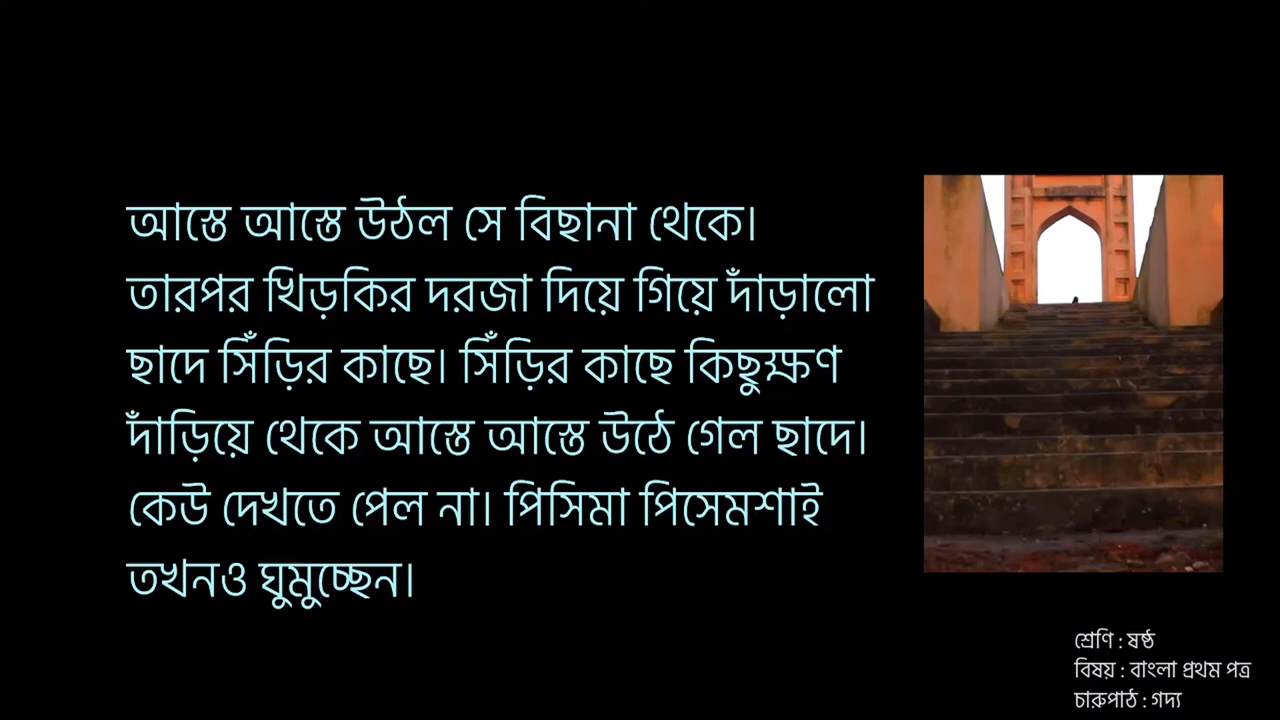 আস্তে আস্তে উঠল সে বিছানা থেকে।
তারপর খিড়কির দরজা দিয়ে গিয়ে দাঁড়ালো
ছাদে সিঁড়ির কাছে। সিঁড়ির কাছে কিছুক্ষণ
দাঁড়িয়ে থেকে আস্তে আস্তে উঠে গেল ছাদে।
কেউ দেখতে পেল না। পিসিমা পিসেমশাই
তখনও ঘুমুচ্ছেন।
শ্রেণি : ষষ্ঠ
বিষয় : বাংলা প্রথম পত্র
চারুপাঠ : গদ্য